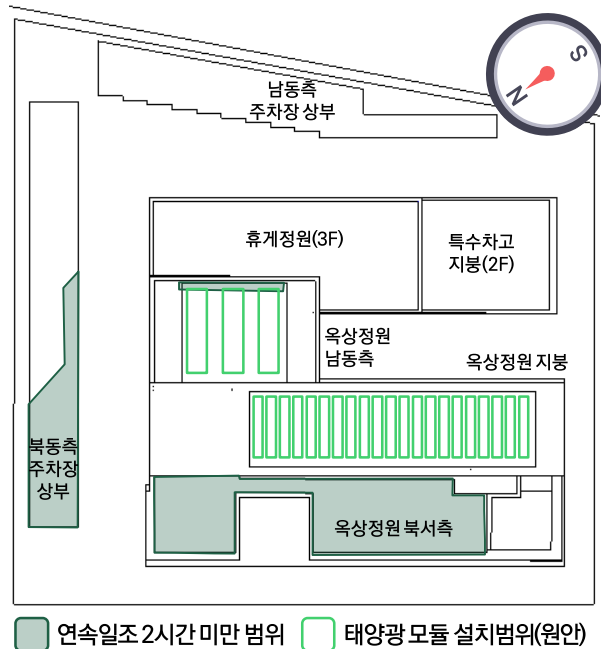 남동측
주차장 상부
S
N
휴게정원(3F)
특수차고
지붕(2F)
옥상정원
남동측
옥상정원 지붕
북동측
주차장
상부
옥상정원 북서측
연속일조 2시간 미만 범위
태양광 모듈 설치범위(원안)